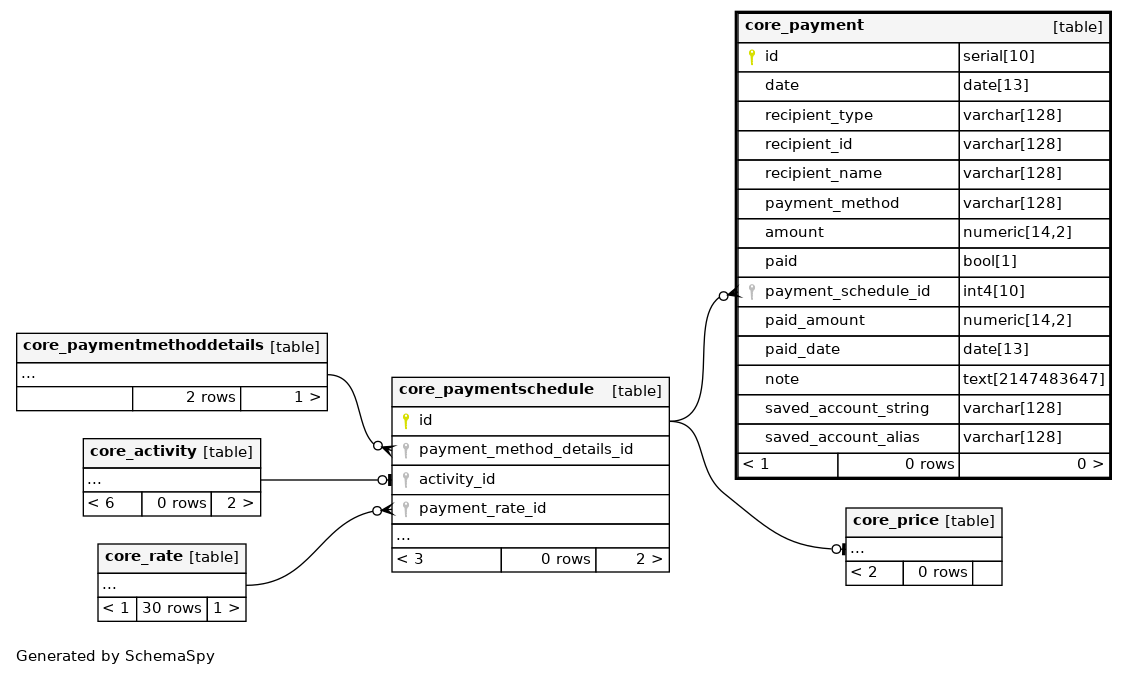 core_payment [table]
id serial[10]
date date[13]
recipient_type varchar[128]
recipient_id varchar[128]
recipient_name varchar[128]
payment_method varchar[128]
amount numeric[14,2]
paid bool[1]
payment_schedule_id int4[10]
paid_amount numeric[14,2]
paid_date date[13]
note text[2147483647]
saved_account_string varchar[128]
saved_account_alias varchar[128]
< 1 0 rows 0 >
core_paymentmethoddetails [table]
...
2 rows 1 >
core_activity [table]
...
< 6 0 rows 2 >
core_rate [table]
...
< 1 30 rows 1 >
core_paymentschedule [table]
id
payment_method_details_id
activity_id
payment_rate_id
...
< 3 0 rows 2 >
core_price [table]
...
< 2 0 rows
Generated by SchemaSpy